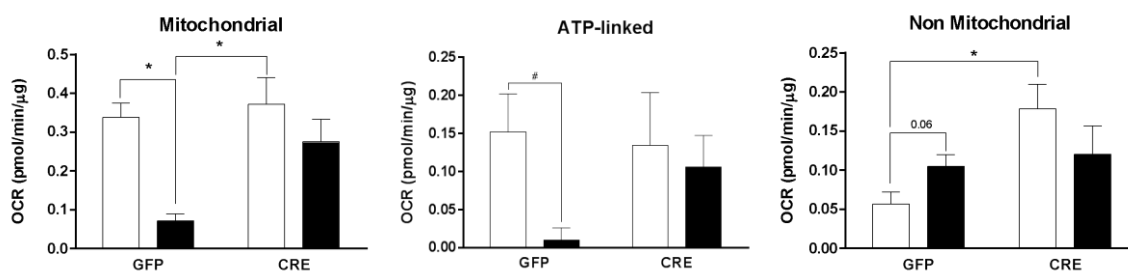 Mitochondrial
OCR (pmol/min/µg)
0.5
0.4
0.3
0.2
0.1
0.0
*
*
GFP
CRE
ATP-linked
OCR (pmol/min/µg)
0.20
0.15
0.10
0.05
0.00
#
GFP
CRE
Non Mitochondrial
OCR (pmol/min/µg)
0.25
0.20
0.15
0.10
0.05
0.00
*
0.06
GFP
CRE